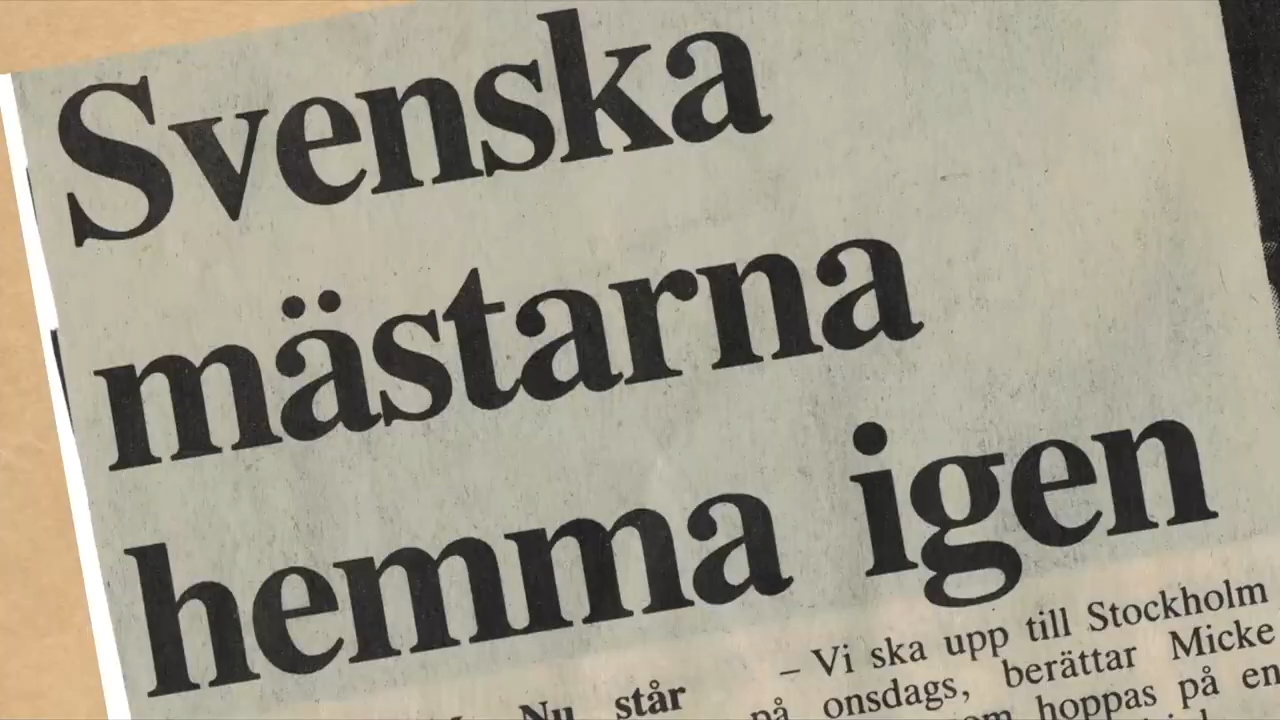 Svenska
mästarna
hemma igen
Nu står
– Vi ska upp till Stockholm
på onsdags, berättar Micke
hoppas på en